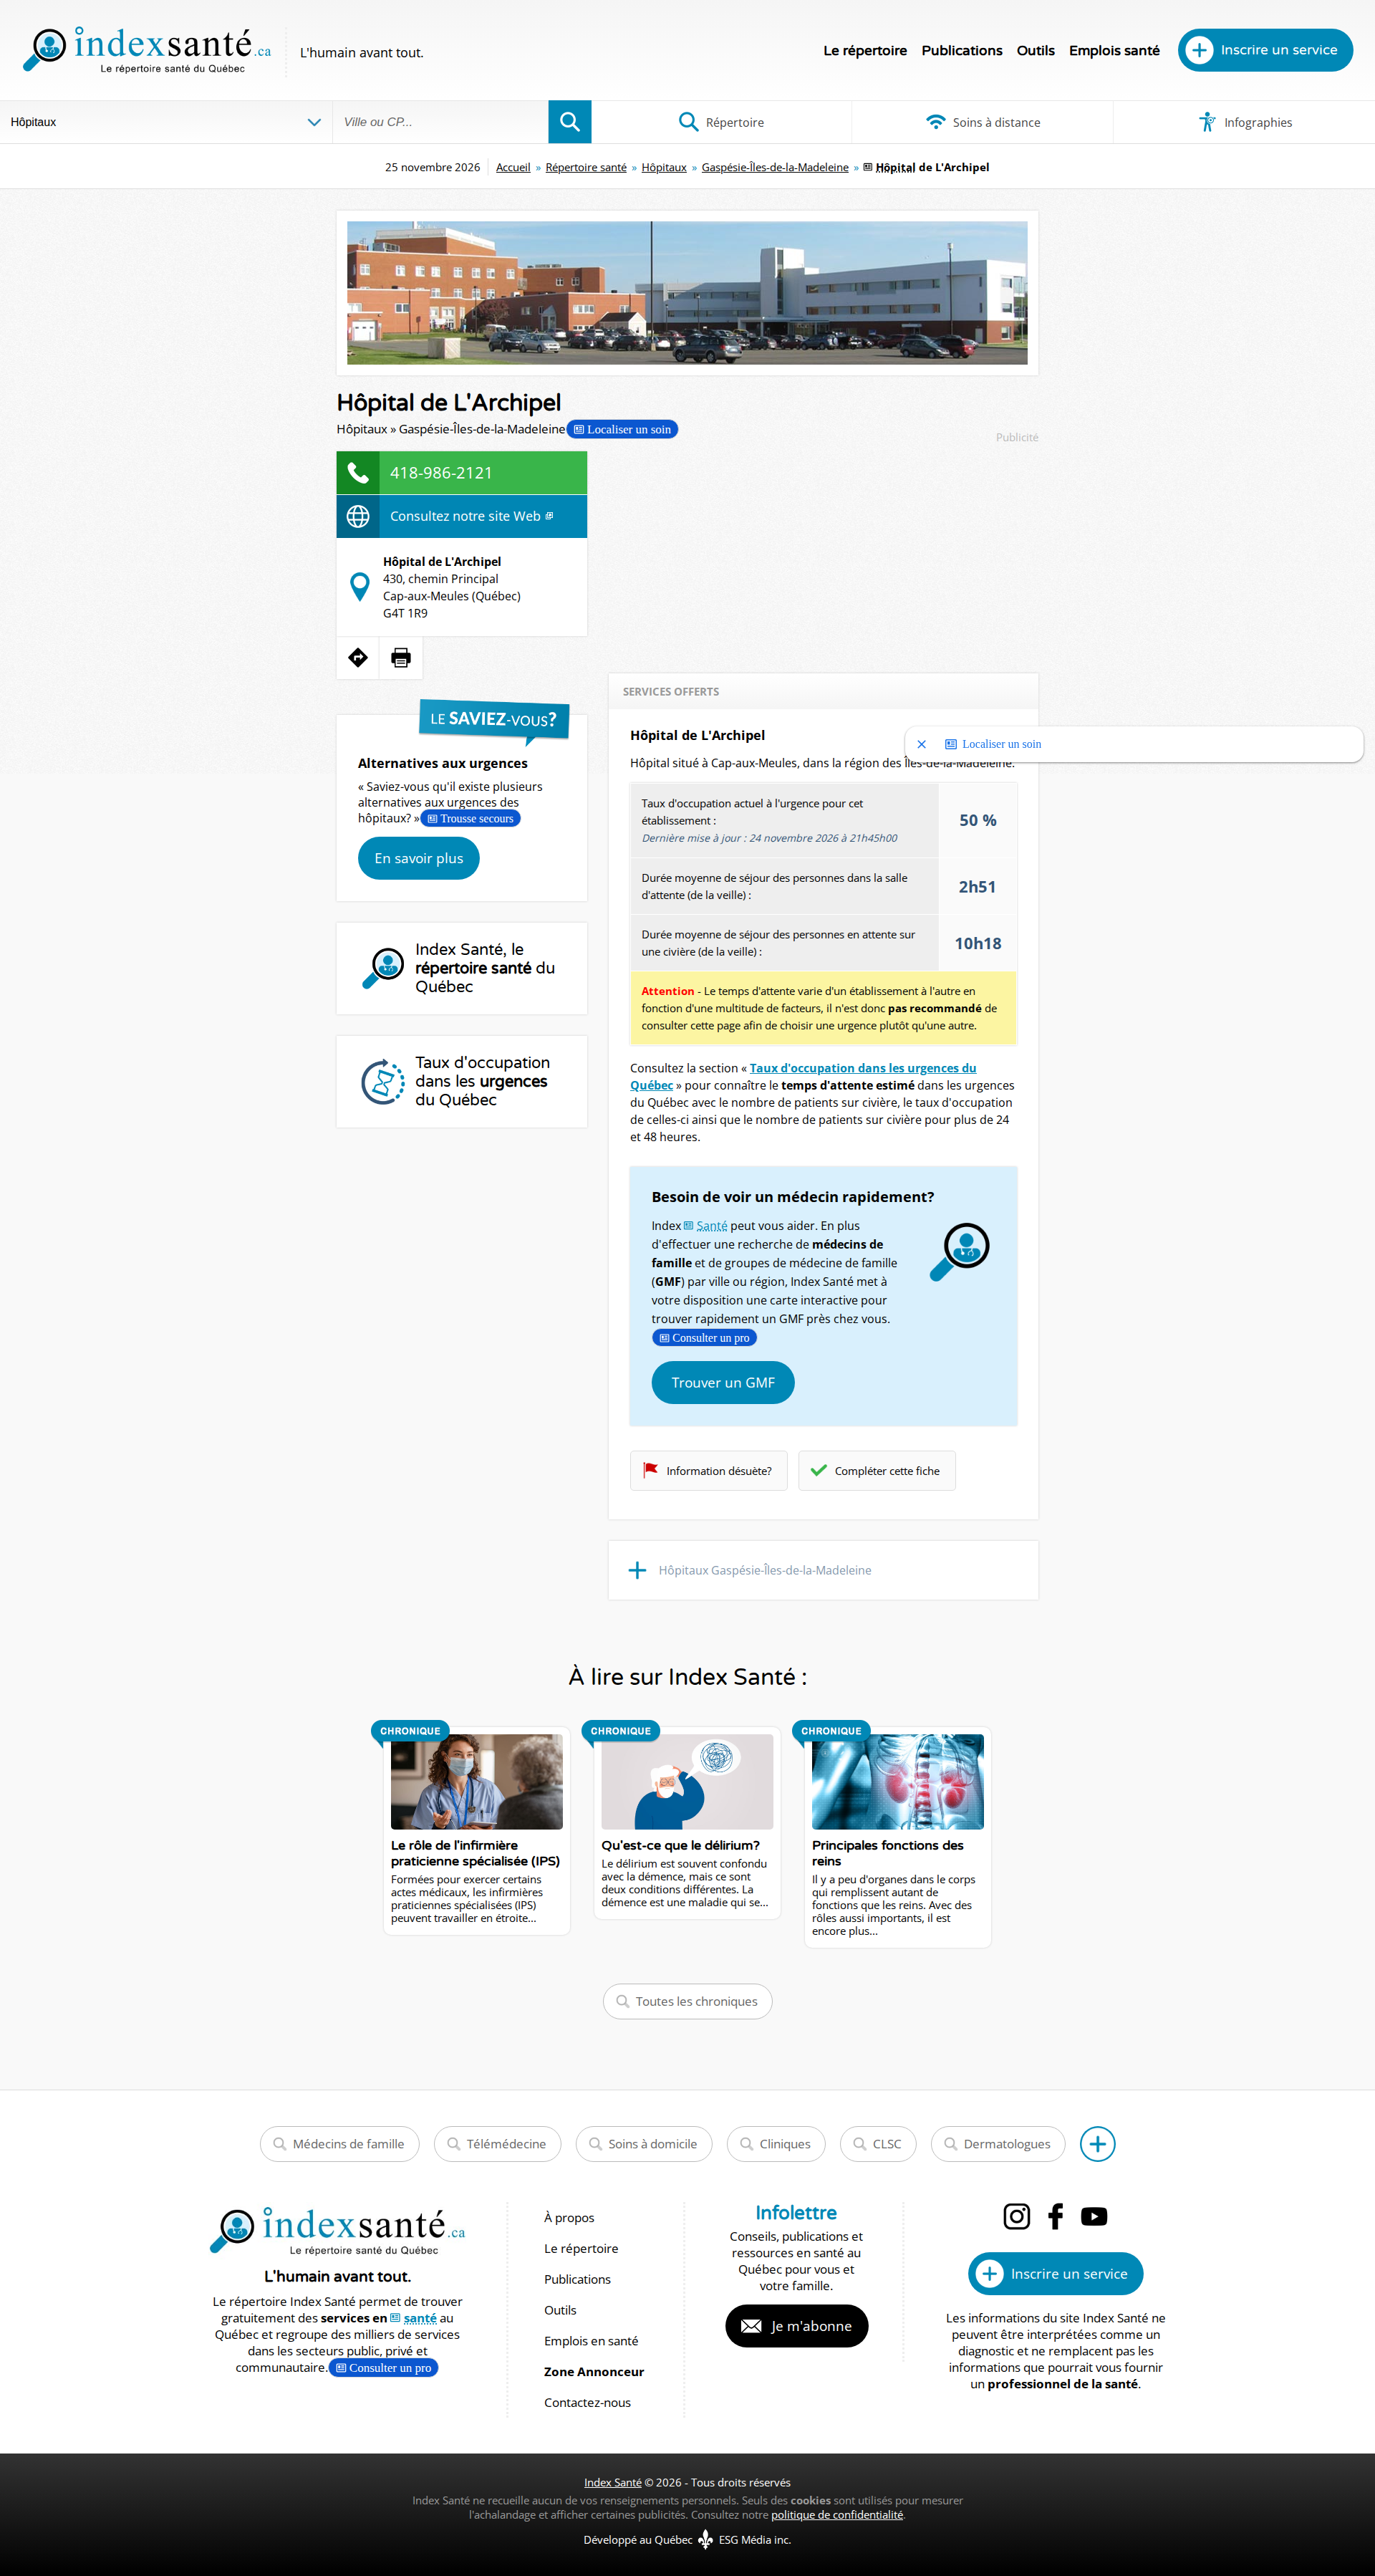 indexsanté.ca
Le répertoire santé du Québec
L'humain avant tout.
Le répertoire Publications Outils Emplois santé Inscrire un service
Hôpitaux
Ville ou CP...
Répertoire
Soins à distance
Infographies
25 novembre 2026 Accueil » Répertoire santé » Hôpitaux » Gaspésie-Îles-de-la-Madeleine » Hôpital de L'Archipel
Hôpital de L'Archipel
Hôpitaux » Gaspésie-Îles-de-la-Madeleine Localiser un soin
Publicité
418-986-2121
Consultez notre site Web
Hôpital de L'Archipel
430, chemin Principal
Cap-aux-Meules (Québec)
G4T 1R9
LE SAVIEZ-VOUS?
Alternatives aux urgences
« Saviez-vous qu'il existe plusieurs
alternatives aux urgences des
hôpitaux? » Trousse secours
En savoir plus
Index Santé, le
répertoire santé du
Québec
Taux d'occupation
dans les urgences
du Québec
SERVICES OFFERTS
Hôpital de L'Archipel
Localiser un soin
Hôpital situé à Cap-aux-Meules, dans la région des Îles-de-la-Madeleine.
Taux d'occupation actuel à l'urgence pour cet
établissement :
Dernière mise à jour : 24 novembre 2026 à 21h45h00
50 %
Durée moyenne de séjour des personnes dans la salle
d'attente (de la veille) :
2h51
Durée moyenne de séjour des personnes en attente sur
une civière (de la veille) :
10h18
Attention - Le temps d'attente varie d'un établissement à l'autre en
fonction d'une multitude de facteurs, il n'est donc pas recommandé de
consulter cette page afin de choisir une urgence plutôt qu'une autre.
Consultez la section « Taux d'occupation dans les urgences du
Québec » pour connaître le temps d'attente estimé dans les urgences
du Québec avec le nombre de patients sur civière, le taux d'occupation
de celles-ci ainsi que le nombre de patients sur civière pour plus de 24
et 48 heures.
Besoin de voir un médecin rapidement?
Index Santé peut vous aider. En plus
d'effectuer une recherche de médecins de
famille et de groupes de médecine de famille
(GMF) par ville ou région, Index Santé met à
votre disposition une carte interactive pour
trouver rapidement un GMF près chez vous.
Consulter un pro
Trouver un GMF
Information désuète?
Compléter cette fiche
Hôpitaux Gaspésie-Îles-de-la-Madeleine
À lire sur Index Santé :
CHRONIQUE
Le rôle de l'infirmière
praticienne spécialisée (IPS)
Formées pour exercer certains
actes médicaux, les infirmières
praticiennes spécialisées (IPS)
peuvent travailler en étroite...
CHRONIQUE
Qu'est-ce que le délirium?
Le délirium est souvent confondu
avec la démence, mais ce sont
deux conditions différentes. La
démence est une maladie qui se...
CHRONIQUE
Principales fonctions des
reins
Il y a peu d'organes dans le corps
qui remplissent autant de
fonctions que les reins. Avec des
rôles aussi importants, il est
encore plus...
Toutes les chroniques
Médecins de famille
Télémédecine
Soins à domicile
Cliniques
CLSC
Dermatologues
indexsanté.ca
Le répertoire santé du Québec
L'humain avant tout.
Le répertoire Index Santé permet de trouver
gratuitement des services en santé au
Québec et regroupe des milliers de services
dans les secteurs public, privé et
communautaire. Consulter un pro
À propos
Le répertoire
Publications
Outils
Emplois en santé
Zone Annonceur
Contactez-nous
Infolettre
Conseils, publications et
ressources en santé au
Québec pour vous et
votre famille.
Je m'abonne
Inscrire un service
Les informations du site Index Santé ne
peuvent être interprétées comme un
diagnostic et ne remplacent pas les
informations que pourrait vous fournir
un professionnel de la santé.
Index Santé © 2026 - Tous droits réservés
Index Santé ne recueille aucun de vos renseignements personnels. Seuls des cookies sont utilisés pour mesurer
l'achalandage et afficher certaines publicités. Consultez notre politique de confidentialité.
Développé au Québec ESG Média inc.